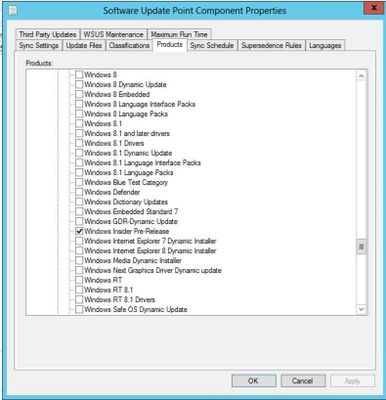 Software Update Point Component Properties
X
Third Party Updates WSUS Maintenance Maximum Run Time
Sync Settings Update Files Classifications Products Sync Schedule Supersedence Rules Languages
Products:
Windows 8
Windows 8 Dynamic Update
Windows 8 Embedded
Windows 8 Language Interface Packs
Windows 8 Language Packs
Windows 8.1
Windows 8.1 and later drivers
Windows 8.1 Drivers
Windows 8.1 Dynamic Update
Windows 8.1 Language Interface Packs
Windows 8.1 Language Packs
Windows Blue Test Category
Windows Defender
Windows Dictionary Updates
Windows Embedded Standard 7
Windows GDR-Dynamic Update
Windows Insider Pre-Release
Windows Internet Explorer 7 Dynamic Installer
Windows Internet Explorer 8 Dynamic Installer
Windows Media Dynamic Installer
Windows Next Graphics Driver Dynamic update
Windows RT
Windows RT 8.1
Windows RT 8.1 Drivers
Windows Safe OS Dynamic Update
OK Cancel Apply